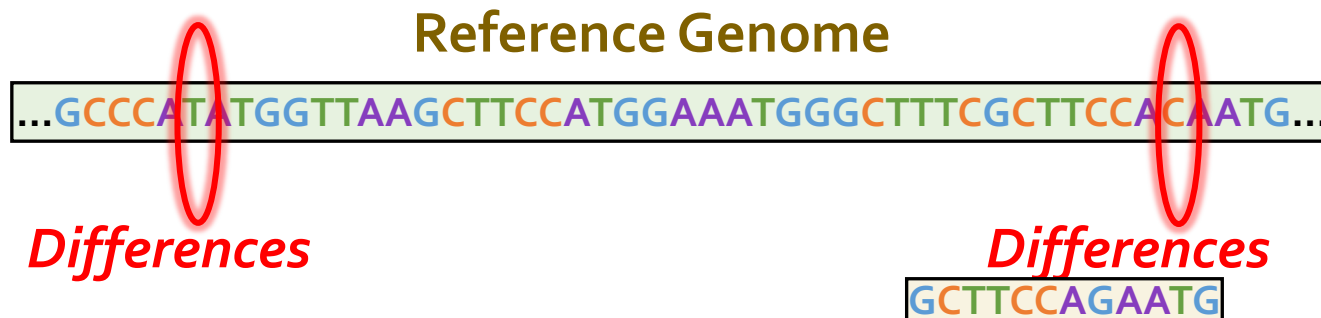 Reference Genome
...GCCCATATGGTTAAGCTTCCATGGAAATGGGCTTTCGCTTCCACAATG...
Differences Differences
GCTTCCAGAATG